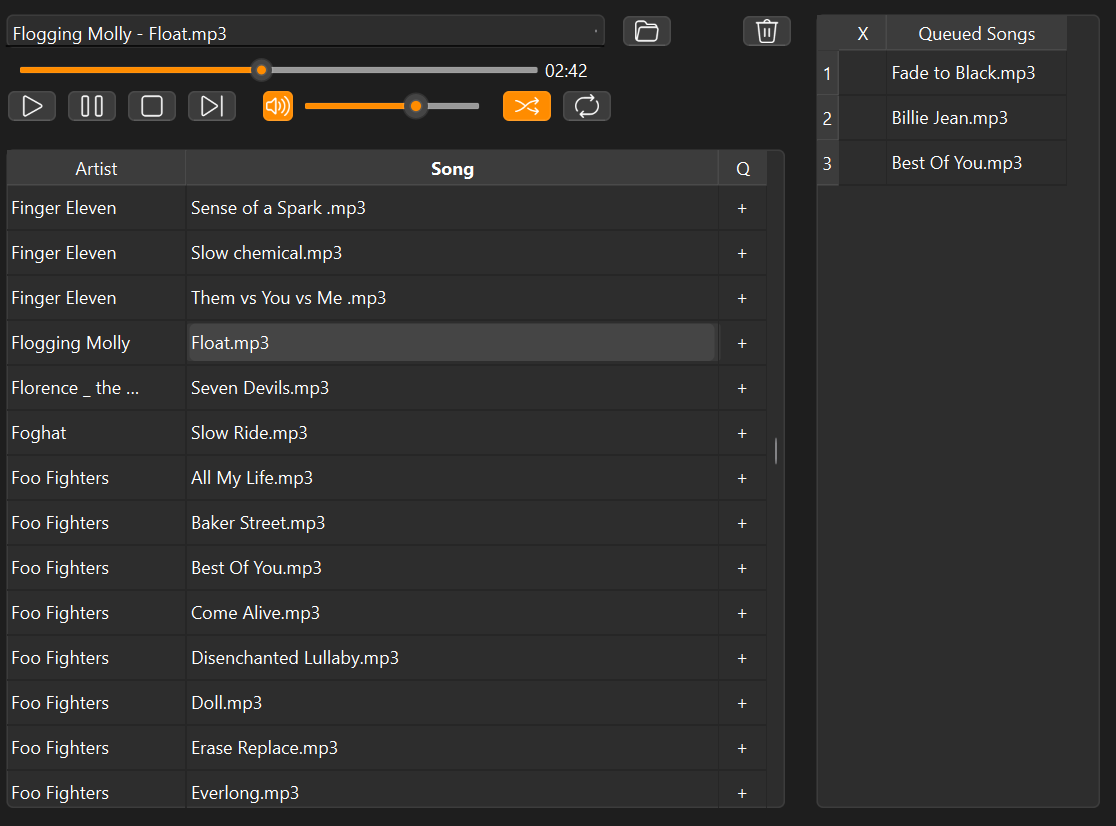 Flogging Molly - Float.mp3
02:42
Artist Song Q
Finger Eleven Sense of a Spark .mp3 +
Finger Eleven Slow chemical.mp3 +
Finger Eleven Them vs You vs Me .mp3 +
Flogging Molly Float.mp3 +
Florence _ the ... Seven Devils.mp3 +
Foghat Slow Ride.mp3 +
Foo Fighters All My Life.mp3 +
Foo Fighters Baker Street.mp3 +
Foo Fighters Best Of You.mp3 +
Foo Fighters Come Alive.mp3 +
Foo Fighters Disenchanted Lullaby.mp3 +
Foo Fighters Doll.mp3 +
Foo Fighters Erase Replace.mp3 +
Foo Fighters Everlong.mp3 +
X Queued Songs
1 Fade to Black.mp3
2 Billie Jean.mp3
3 Best Of You.mp3